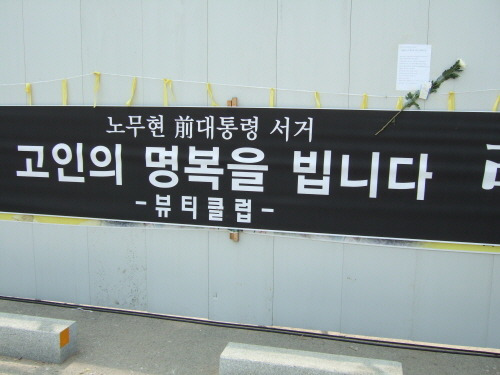 노무현 前대통령 서거
고인의 명복을 빕니다
-뷰티클럽-